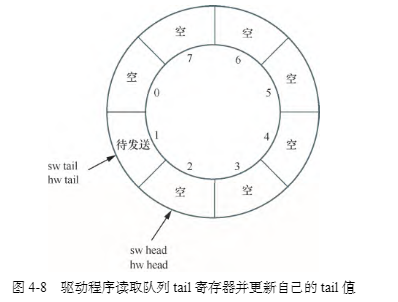 空 空
7 6
空 空
0 5
待发送 1 4 空
2 3
空 空
sw tail
hw tail
sw head
hw head
图 4-8 驱动程序读取队列 tail 寄存器并更新自己的 tail 值